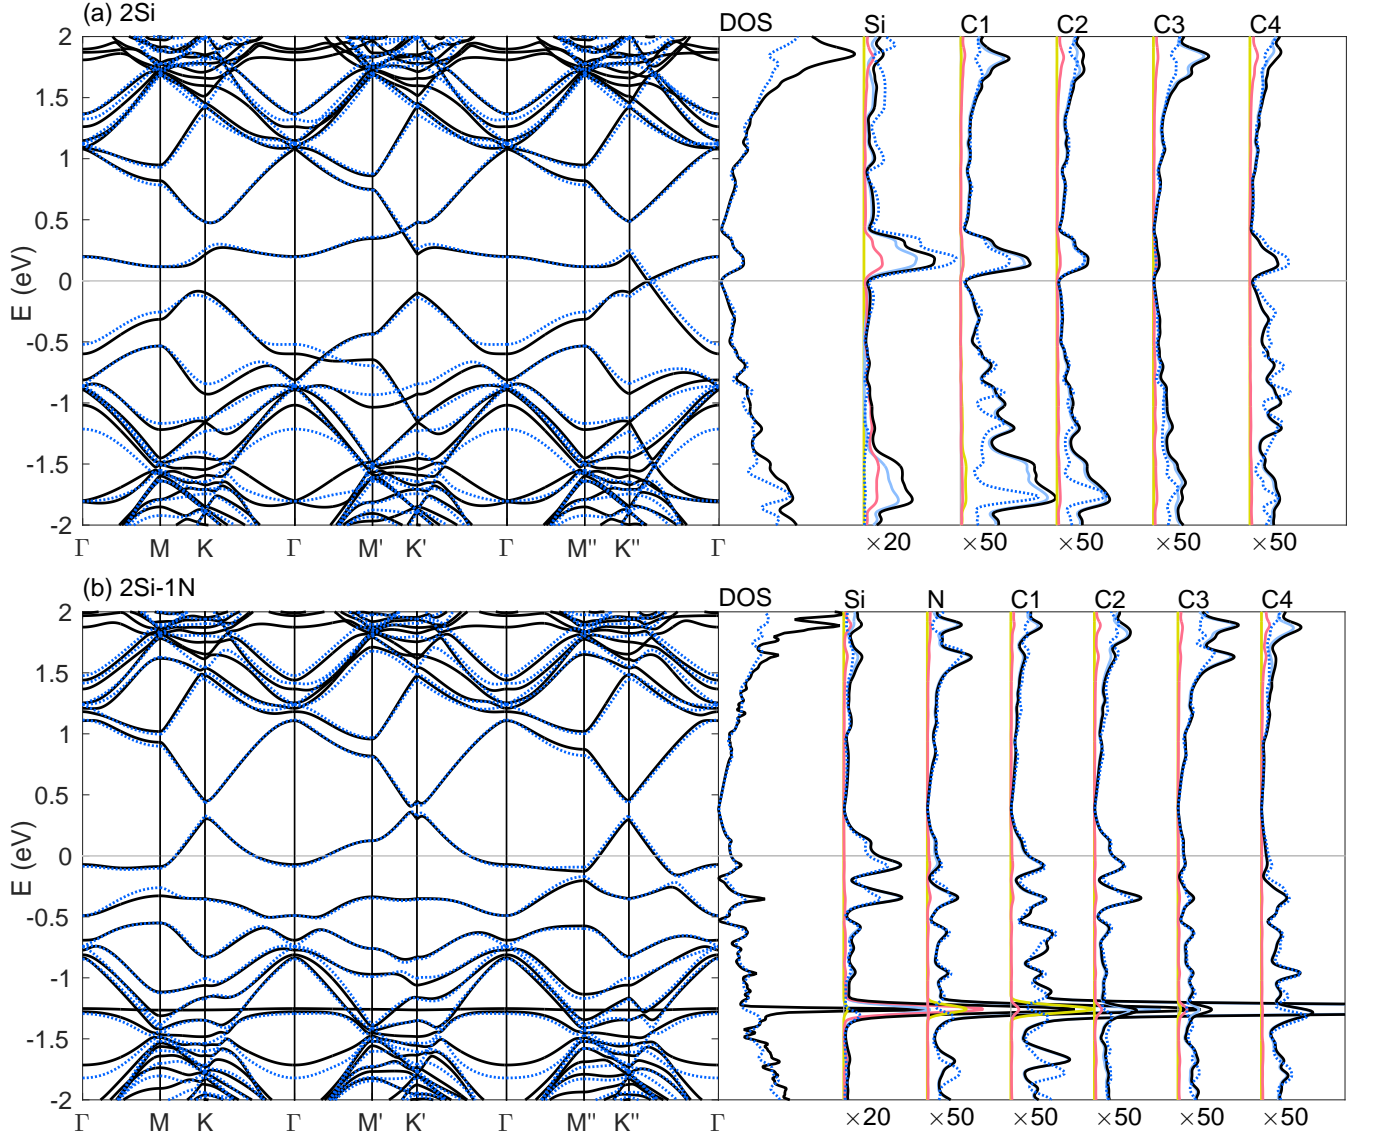 (a) 2Si
DOS Si C1 C2 C3 C4
2
1.5
1
0.5
0
-0.5
-1
-1.5
-2
E (eV)
Γ M K Γ M' K' Γ M'' K'' Γ
×20 ×50 ×50 ×50 ×50
(b) 2Si-1N
DOS Si N C1 C2 C3 C4
2
1.5
1
0.5
0
-0.5
-1
-1.5
-2
E (eV)
Γ M K Γ M' K' Γ M'' K'' Γ
×20 ×50 ×50 ×50 ×50 ×50